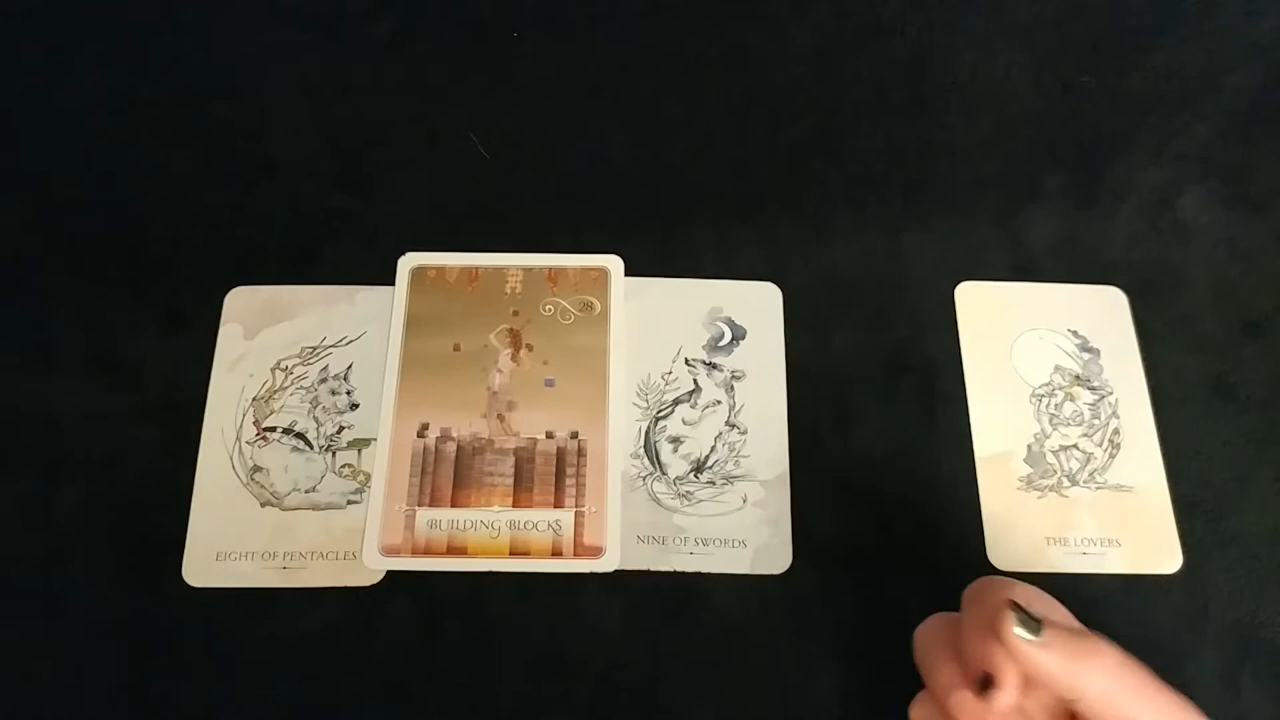 EIGHT OF PENTACLES
28
BUILDING BLOCKS
NINE OF SWORDS
THE LOVERS